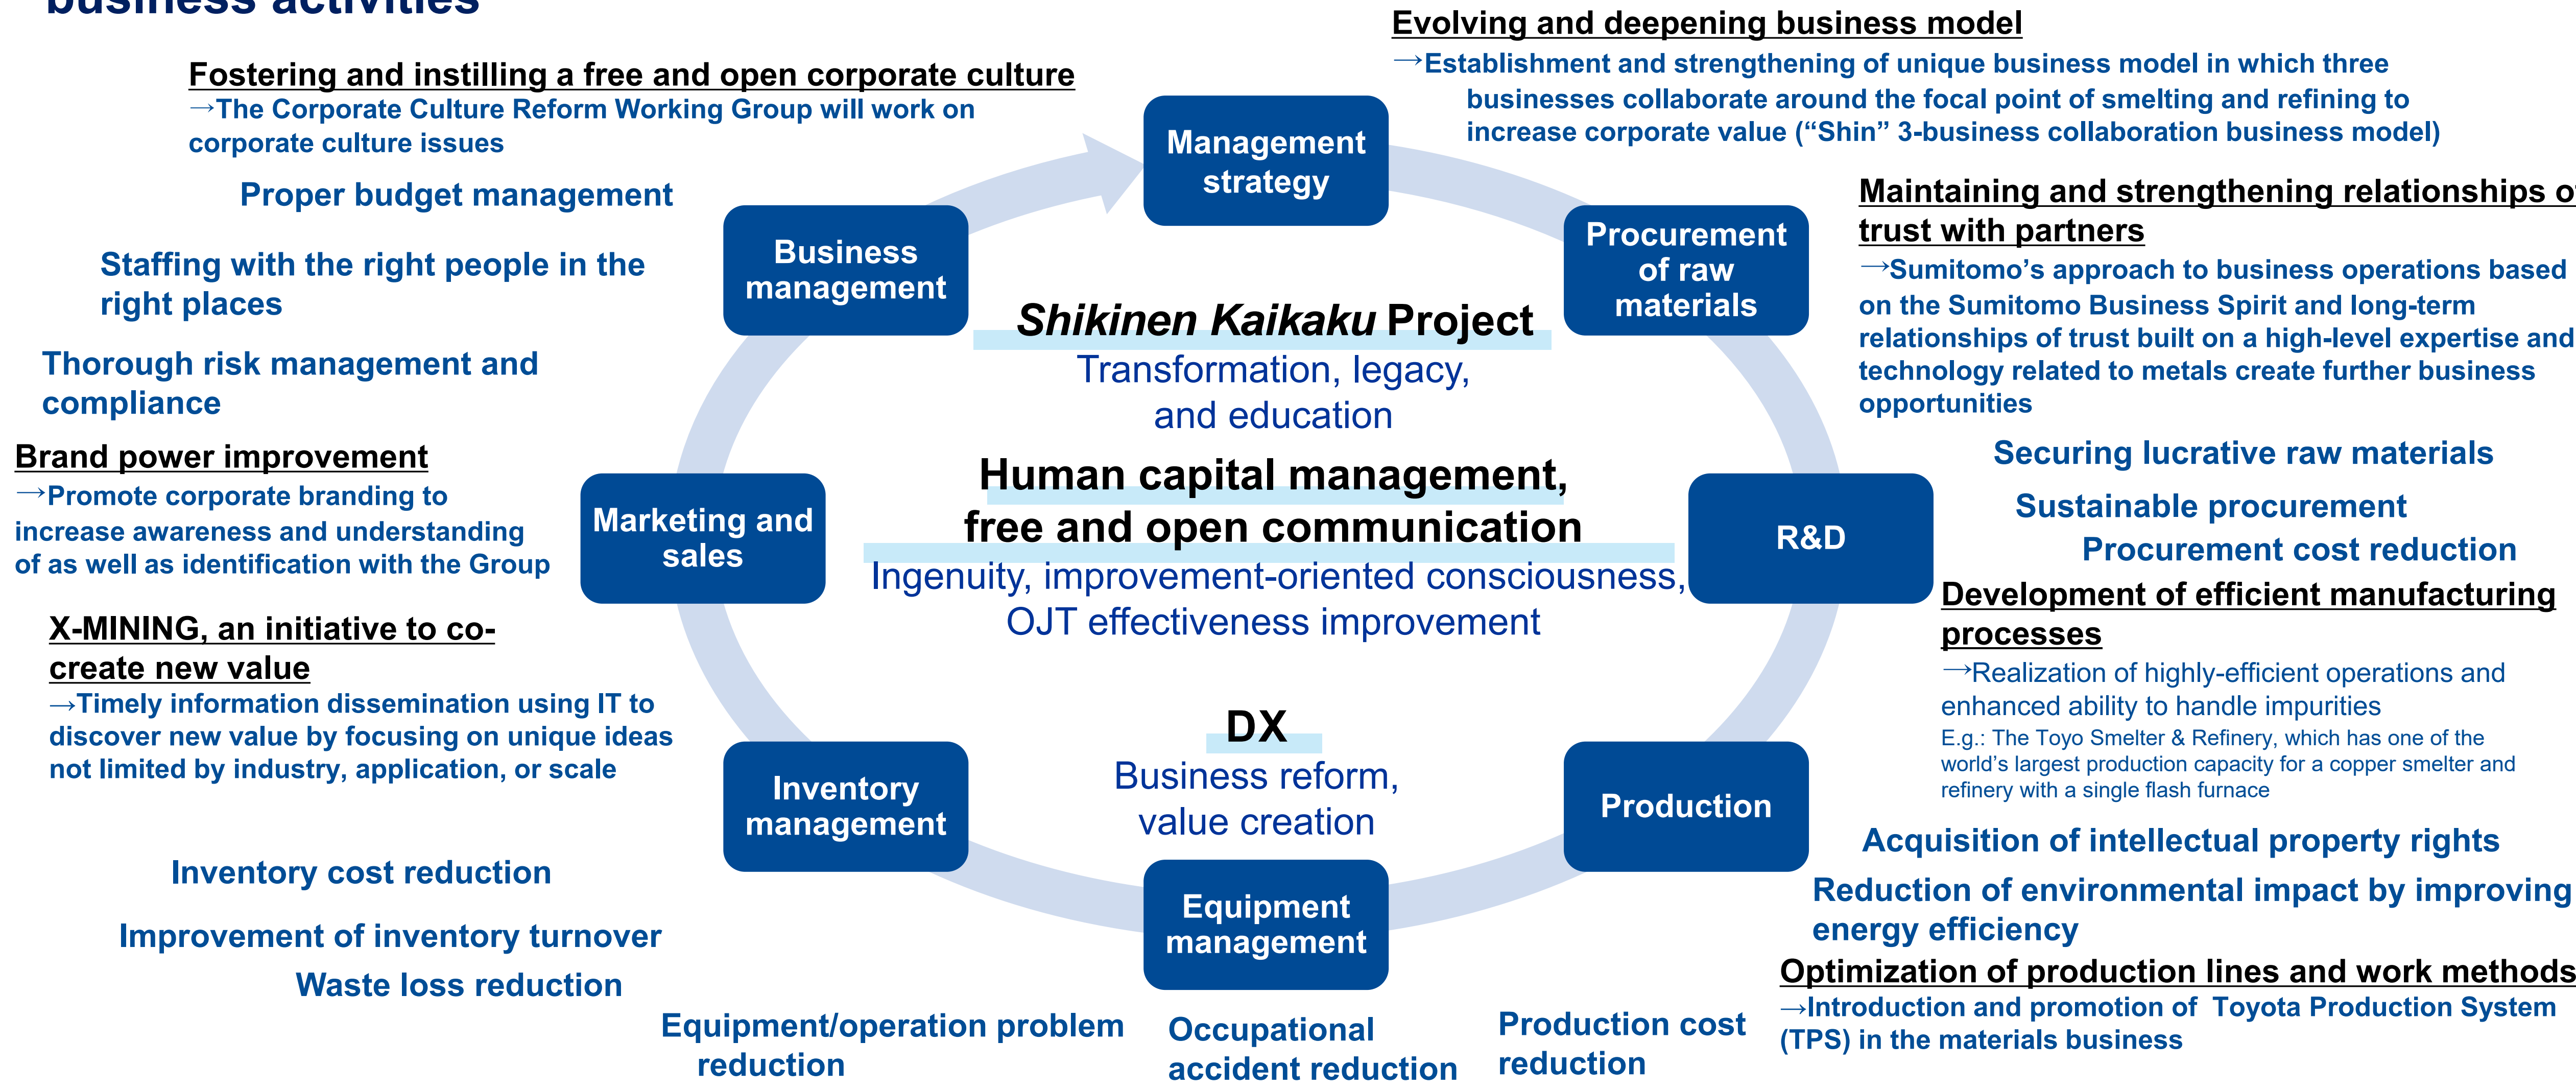 business activities
Evolving and deepening business model
→Establishment and strengthening of unique business model in which three
businesses collaborate around the focal point of smelting and refining to
increase corporate value (“Shin” 3-business collaboration business model)
Fostering and instilling a free and open corporate culture
→The Corporate Culture Reform Working Group will work on
corporate culture issues
Proper budget management
Staffing with the right people in the
right places
Thorough risk management and
compliance
Management
strategy
Business
management
Procurement
of raw
materials
Maintaining and strengthening relationships of
trust with partners
→Sumitomo’s approach to business operations based
on the Sumitomo Business Spirit and long-term
relationships of trust built on a high-level expertise and
technology related to metals create further business
opportunities
Securing lucrative raw materials
Sustainable procurement
Procurement cost reduction
Shikinen Kaikaku Project
Transformation, legacy,
and education
Human capital management,
free and open communication
Ingenuity, improvement-oriented consciousness,
OJT effectiveness improvement
DX
Business reform,
value creation
Brand power improvement
→Promote corporate branding to
increase awareness and understanding
of as well as identification with the Group
Marketing and
sales
R&D
X-MINING, an initiative to co-
create new value
→Timely information dissemination using IT to
discover new value by focusing on unique ideas
not limited by industry, application, or scale
Development of efficient manufacturing
processes
→Realization of highly-efficient operations and
enhanced ability to handle impurities
E.g.: The Toyo Smelter & Refinery, which has one of the
world’s largest production capacity for a copper smelter and
refinery with a single flash furnace
Acquisition of intellectual property rights
Reduction of environmental impact by improving
energy efficiency
Inventory
management
Production
Equipment
management
Inventory cost reduction
Improvement of inventory turnover
Waste loss reduction
Equipment/operation problem
reduction
Occupational
accident reduction
Production cost
reduction
Optimization of production lines and work methods
→Introduction and promotion of Toyota Production System
(TPS) in the materials business